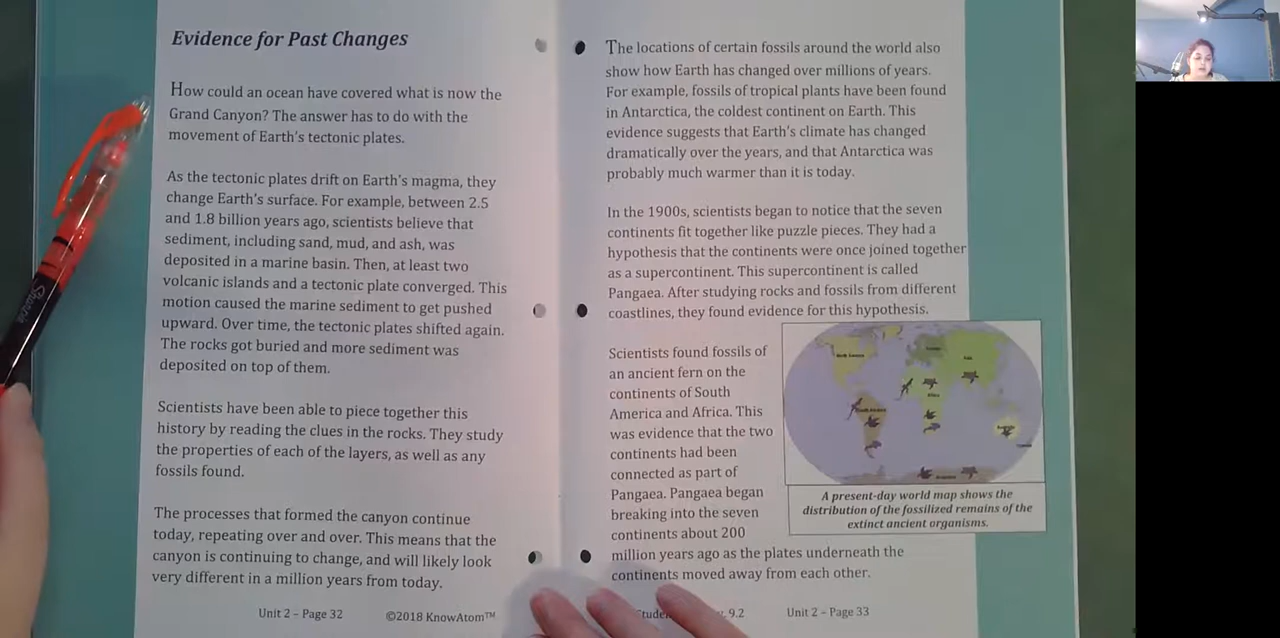 Evidence for Past Changes
How could an ocean have covered what is now the
Grand Canyon? The answer has to do with the
movement of Earth's tectonic plates.
As the tectonic plates drift on Earth's magma, they
change Earth's surface. For example, between 2.5
and 1.8 billion years ago, scientists believe that
sediment, including sand, mud, and ash, was
deposited in a marine basin. Then, at least two
volcanic islands and a tectonic plate converged. This
motion caused the marine sediment to get pushed
upward. Over time, the tectonic plates shifted again.
The rocks got buried and more sediment was
deposited on top of them.
Scientists have been able to piece together this
history by reading the clues in the rocks. They study
the properties of each of the layers, as well as any
fossils found.
The processes that formed the canyon continue
today, repeating over and over. This means that the
canyon is continuing to change, and will likely look
very different in a million years from today.
Unit 2 – Page 32 ©2018 KnowAtom™
The locations of certain fossils around the world also
show how Earth has changed over millions of years.
For example, fossils of tropical plants have been found
in Antarctica, the coldest continent on Earth. This
evidence suggests that Earth's climate has changed
dramatically over the years, and that Antarctica was
probably much warmer than it is today.
In the 1900s, scientists began to notice that the seven
continents fit together like puzzle pieces. They had a
hypothesis that the continents were once joined together
as a supercontinent. This supercontinent is called
Pangaea. After studying rocks and fossils from different
coastlines, they found evidence for this hypothesis.
Scientists found fossils of
an ancient fern on the
continents of South
America and Africa. This
was evidence that the two
continents had been
connected as part of
Pangaea. Pangaea began
breaking into the seven
continents about 200
million years ago as the plates underneath the
continents moved away from each other.
North America
Asia
Africa
South America
A present-day world map shows the
distribution of the fossilized remains of the
extinct ancient organisms.
9.2 Unit 2 – Page 33
Sharpie